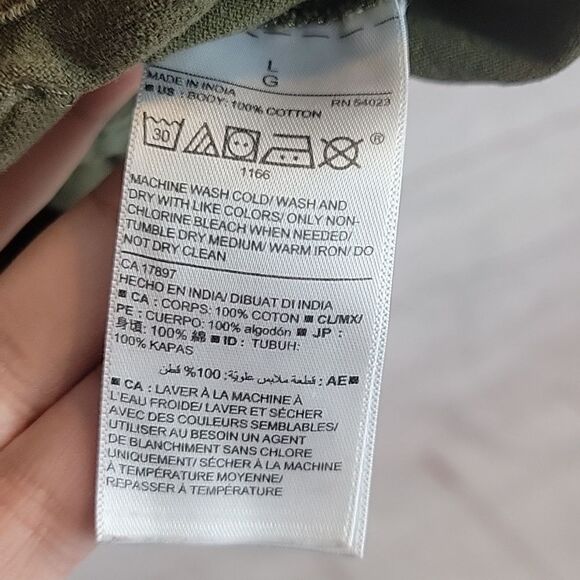 L
G
MADE IN INDIA
■ US : BODY: 100% COTTON RN 54023
30 ®
1166
MACHINE WASH COLD/ WASH AND
DRY WITH LIKE COLORS/ ONLY NON-
CHLORINE BLEACH WHEN NEEDED/
TUMBLE DRY MEDIUM/ WARM IRON/ DO
NOT DRY CLEAN
CA 17897
HECHO EN INDIA/ DIBUAT DI INDIA
■ CA : CORPS: 100% COTON ■ CL/MX/
PE : CUERPO: 100% algodón ■ JP :
身頃: 100% 綿 ■ ID : TUBUH:
100% KAPAS
■ AE : قطعة ملابس علوية: 100% قطن
■ CA : LAVER À LA MACHINE À
L'EAU FROIDE/ LAVER ET SÉCHER
AVEC DES COULEURS SEMBLABLES/
UTILISER AU BESOIN UN AGENT
DE BLANCHIMENT SANS CHLORE
UNIQUEMENT/ SÉCHER À LA MACHINE
À TEMPÉRATURE MOYENNE/
REPASSER À TEMPÉRATURE